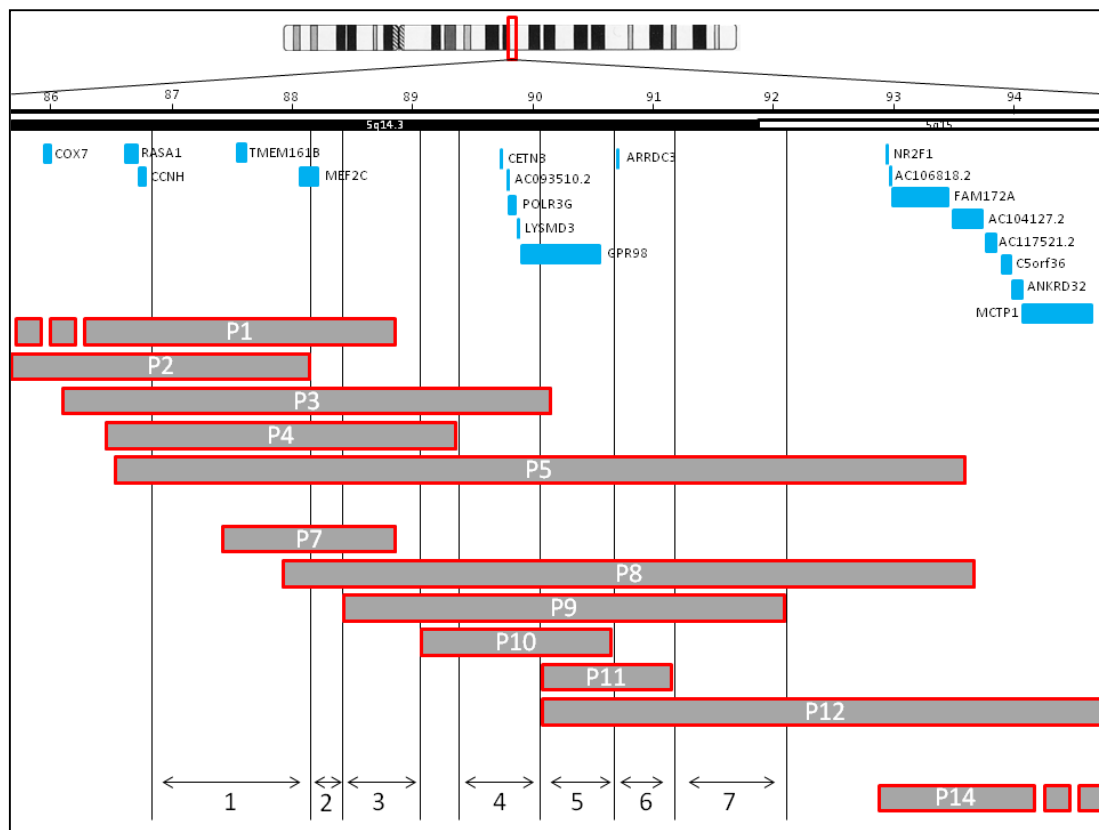 86 87 88 89 90 91 92 93 94
5q14.3 5q15
COX7 RASA1 TMEM161B CETN3 ARRDC3 NR2F1
CCNH MEF2C AC093510.2 AC106818.2
POLR3G FAM172A
LYSMD3 AC104127.2
GPR98 AC117521.2
C5orf36
ANKRD32
MCTP1
P1
P2
P3
P4
P5
P7
P8
P9
P10
P11
P12
P14
1 2 3 4 5 6 7